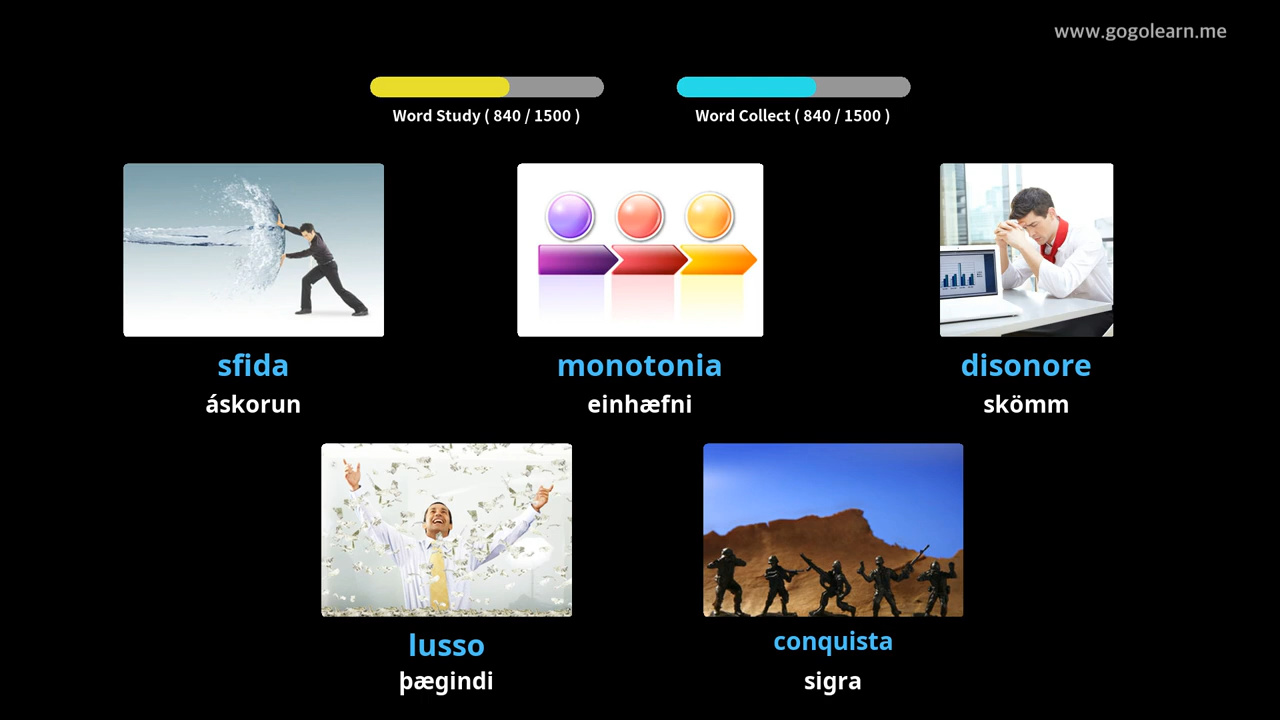 www.gogolearn.me
Word Study ( 840 / 1500 )
Word Collect ( 840 / 1500 )
sfida
áskorun
monotonia
einhæfni
disonore
skömm
lusso
þægindi
conquista
sigra